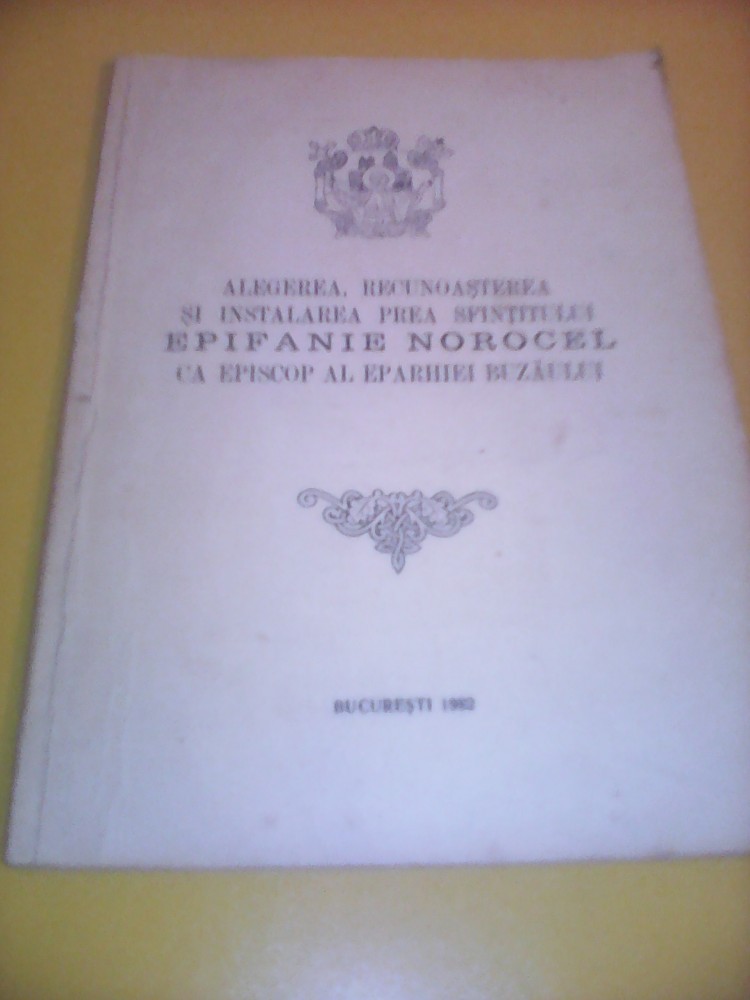 ALEGEREA, RECUNOAȘTEREA
ȘI INSTALAREA PREA SFINȚITULUI
EPIFANIE NOROCEL
CA EPISCOP AL EPARHIEI BUZĂULUI
BUCUREȘTI 1982